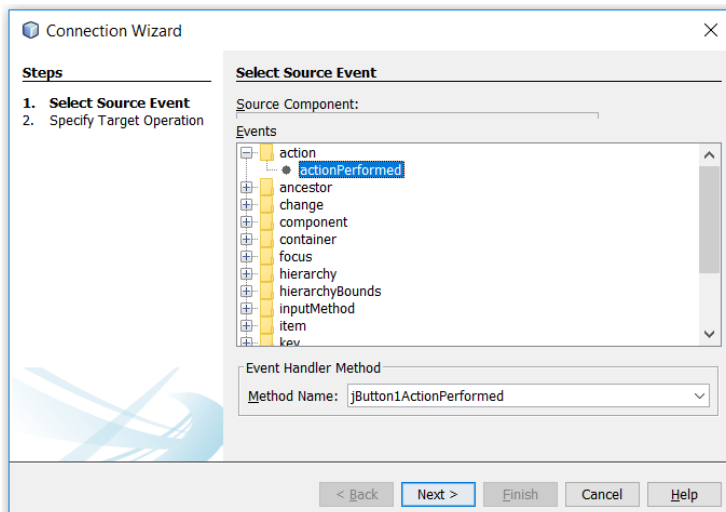 Connection Wizard
Steps
1. Select Source Event
2. Specify Target Operation
Select Source Event
Source Component:
Events
action
actionPerformed
ancestor
change
component
container
focus
hierarchy
hierarchyBounds
inputMethod
item
key
Event Handler Method
Method Name: jButton1ActionPerformed
< Back Next > Finish Cancel Help